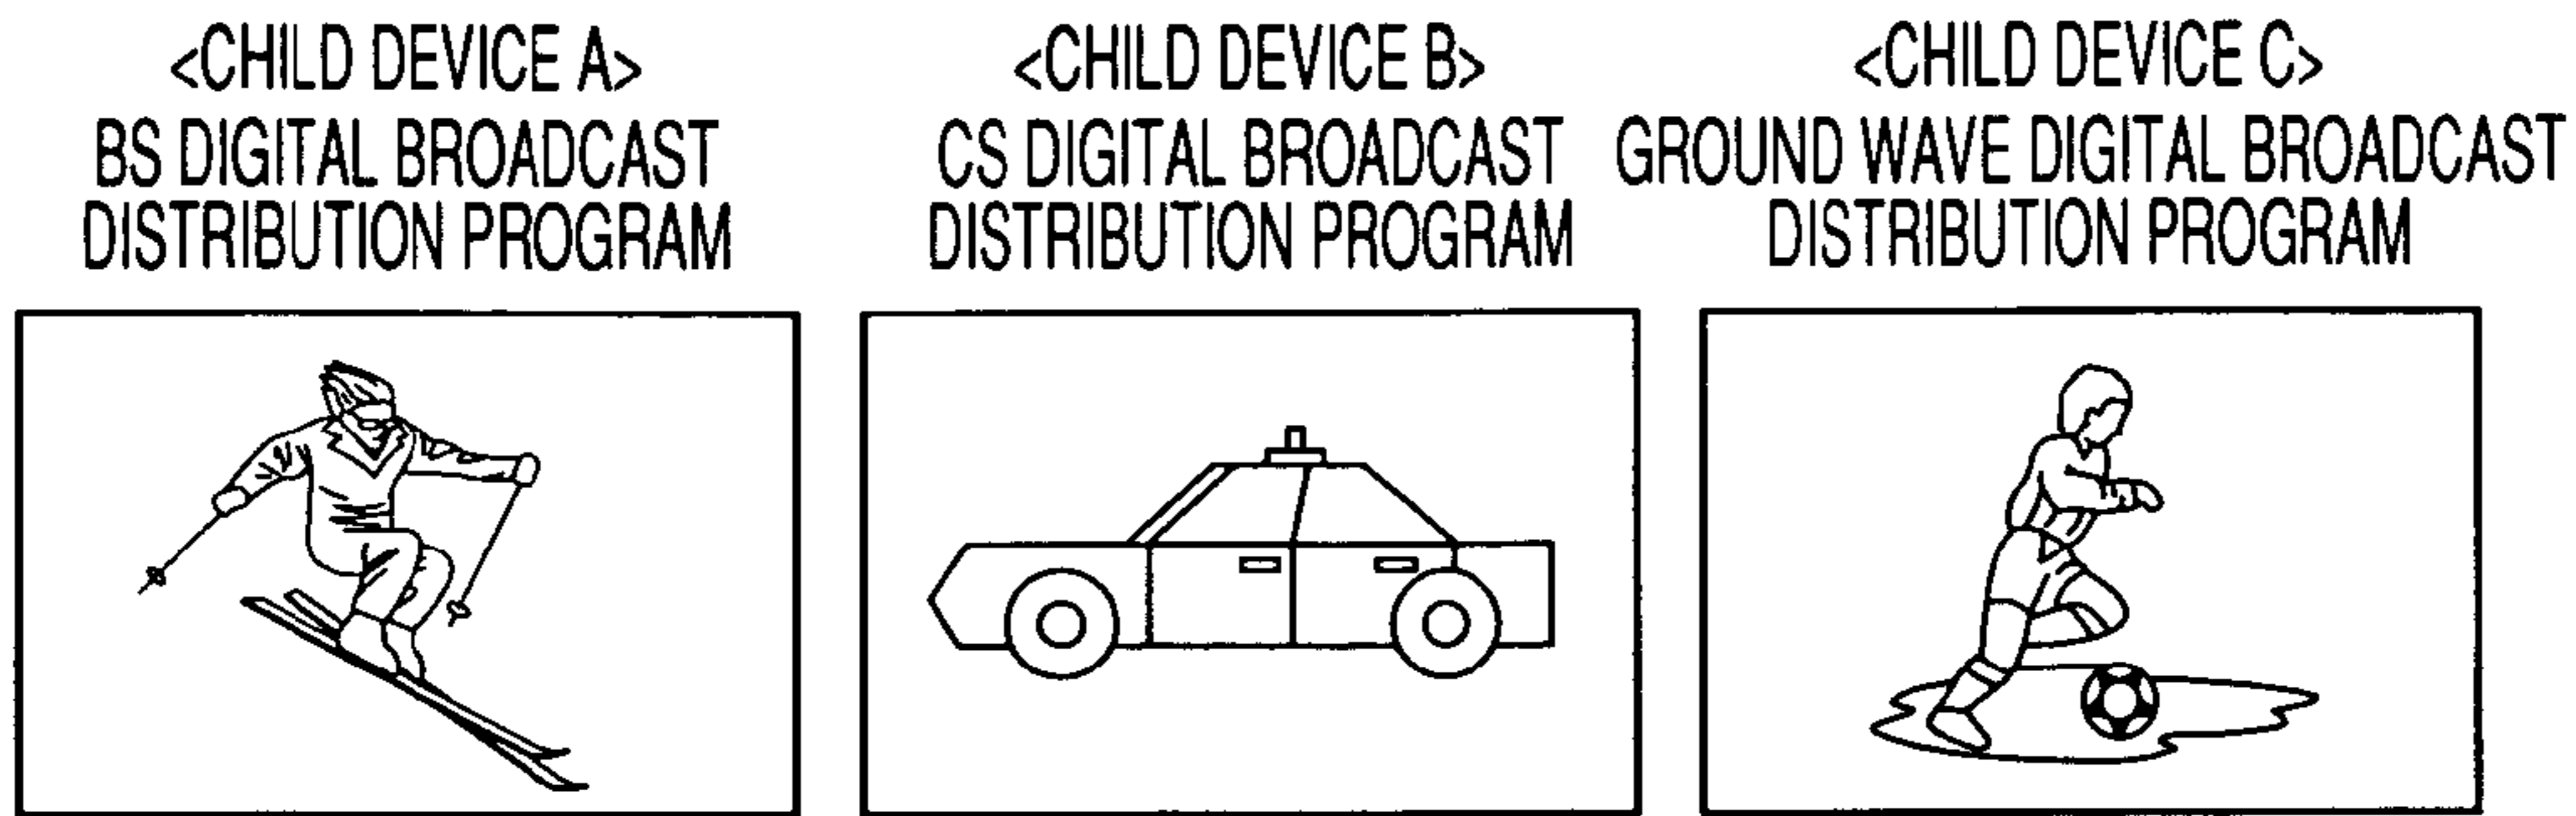 <CHILD DEVICE A>
BS DIGITAL BROADCAST
DISTRIBUTION PROGRAM
<CHILD DEVICE B>
CS DIGITAL BROADCAST
DISTRIBUTION PROGRAM
<CHILD DEVICE C>
GROUND WAVE DIGITAL BROADCAST
DISTRIBUTION PROGRAM